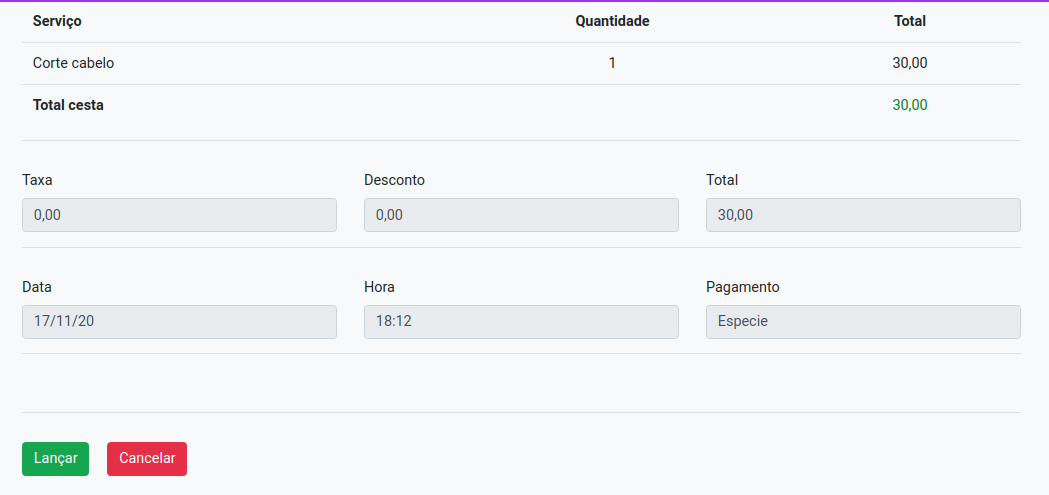 Serviço Quantidade Total
Corte cabelo 1 30,00
Total cesta 30,00
Taxa Desconto Total
0,00 0,00 30,00
Data Hora Pagamento
17/11/20 18:12 Especie
Lançar Cancelar